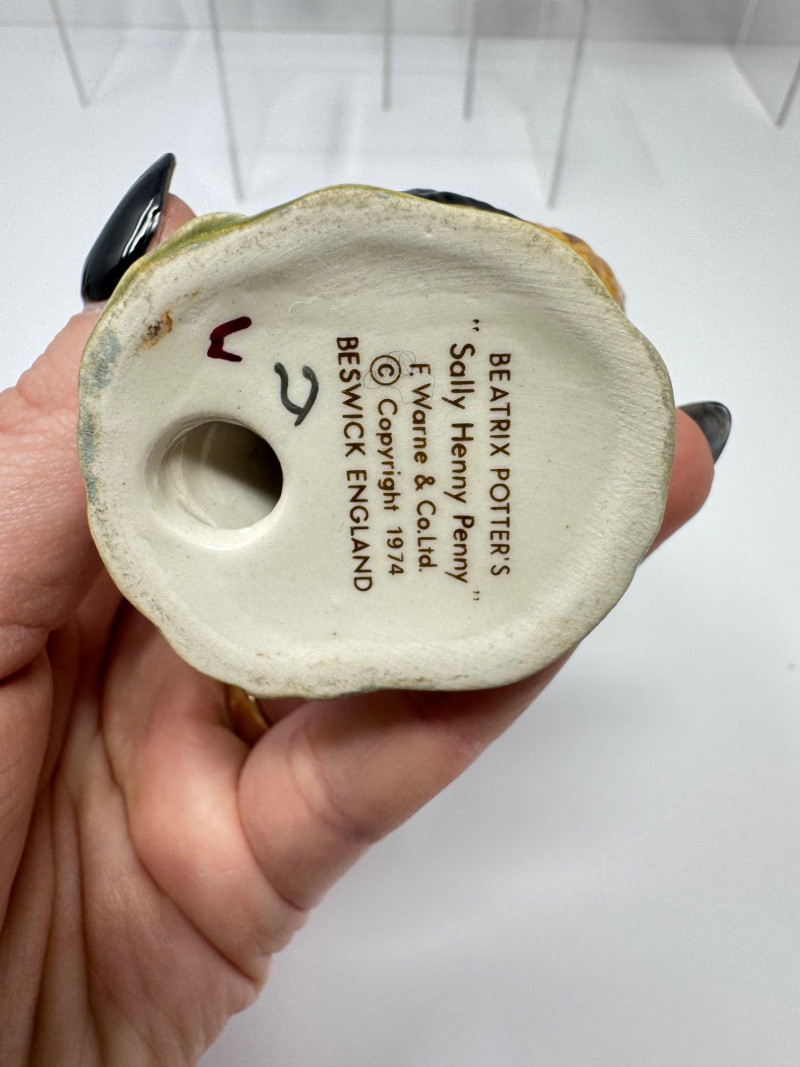 BEATRIX POTTER'S
"Sally Henny Penny"
F. Warne & Co.Ltd.
© Copyright 1974
BESWICK ENGLAND